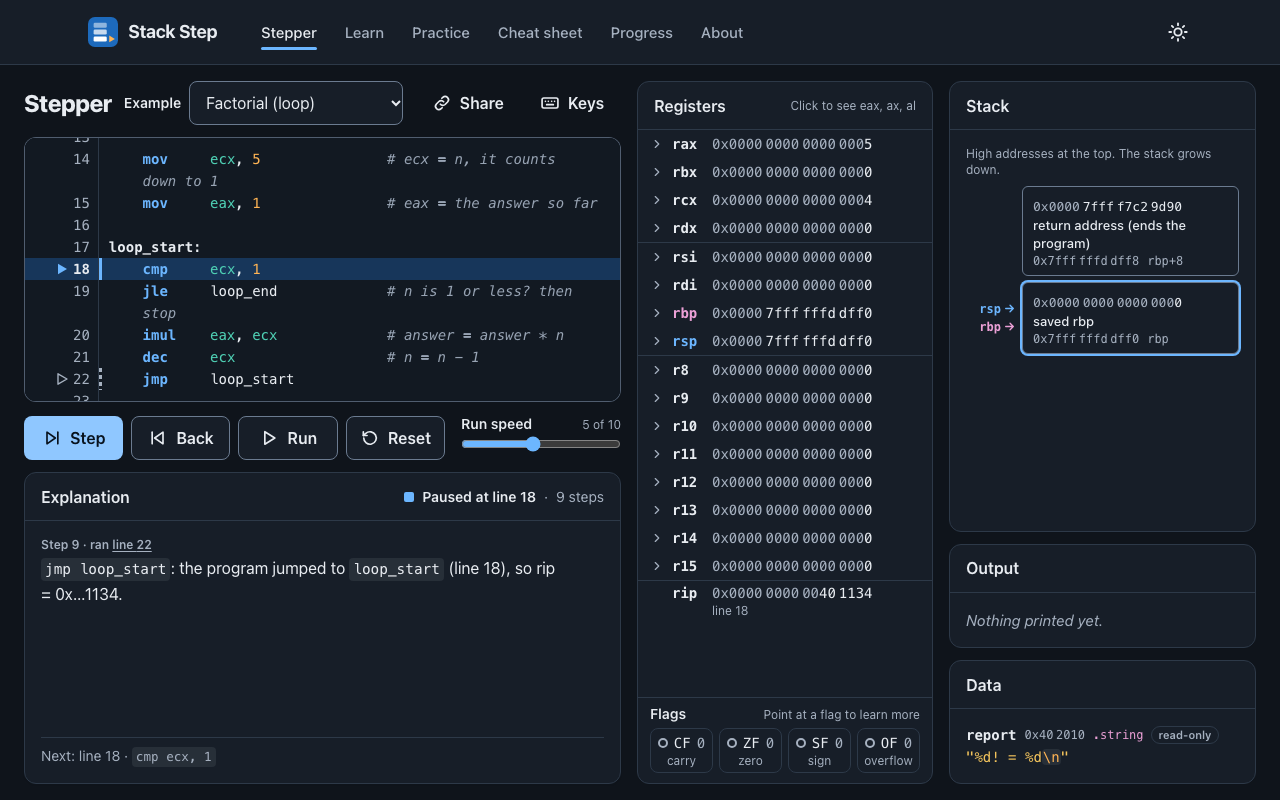 Stack Step
Stepper
Learn
Practice
Cheat sheet
Progress
About
Stepper
Example
Factorial (loop)
Share
Keys
14 mov ecx, 5 # ecx = n, it counts
down to 1
15 mov eax, 1 # eax = the answer so far
16
17 loop_start:
18 cmp ecx, 1
19 jle loop_end # n is 1 or less? then
stop
20 imul eax, ecx # answer = answer * n
21 dec ecx # n = n − 1
22 jmp loop_start
Step
Back
Run
Reset
Run speed
5 of 10
Explanation
Paused at line 18 · 9 steps
Step 9 · ran line 22
jmp loop_start: the program jumped to loop_start (line 18), so rip
= 0x…1134.
Next: line 18 · cmp ecx, 1
Registers
Click to see eax, ax, al
rax 0x0000 0000 0000 0005
rbx 0x0000 0000 0000 0000
rcx 0x0000 0000 0000 0004
rdx 0x0000 0000 0000 0000
rsi 0x0000 0000 0000 0000
rdi 0x0000 0000 0000 0000
rbp 0x0000 7fff fffd dff0
rsp 0x0000 7fff fffd dff0
r8 0x0000 0000 0000 0000
r9 0x0000 0000 0000 0000
r10 0x0000 0000 0000 0000
r11 0x0000 0000 0000 0000
r12 0x0000 0000 0000 0000
r13 0x0000 0000 0000 0000
r14 0x0000 0000 0000 0000
r15 0x0000 0000 0000 0000
rip 0x0000 0000 0040 1134
line 18
Flags
Point at a flag to learn more
CF 0
carry
ZF 0
zero
SF 0
sign
OF 0
overflow
Stack
High addresses at the top. The stack grows
down.
0x0000 7fff f7c2 9d90
return address (ends the
program)
0x7fff fffd dff8 rbp+8
rsp →
rbp →
0x0000 0000 0000 0000
saved rbp
0x7fff fffd dff0 rbp
Output
Nothing printed yet.
Data
report 0x40 2010 .string read-only
"%d! = %d\n"